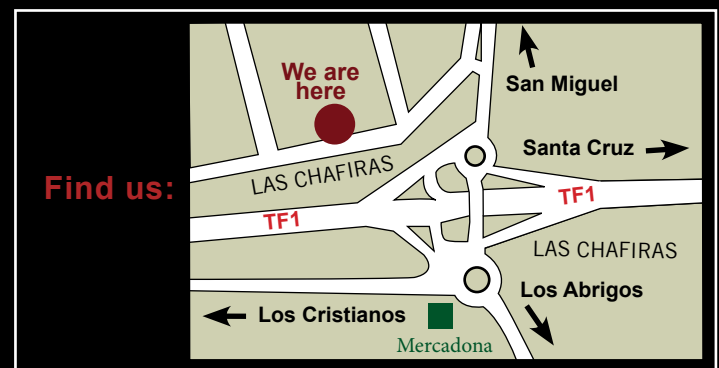 Find us:
We are
here
San Miguel
Santa Cruz
LAS CHAFIRAS
TF1
TF1
LAS CHAFIRAS
Los Abrigos
Los Cristianos
Mercadona